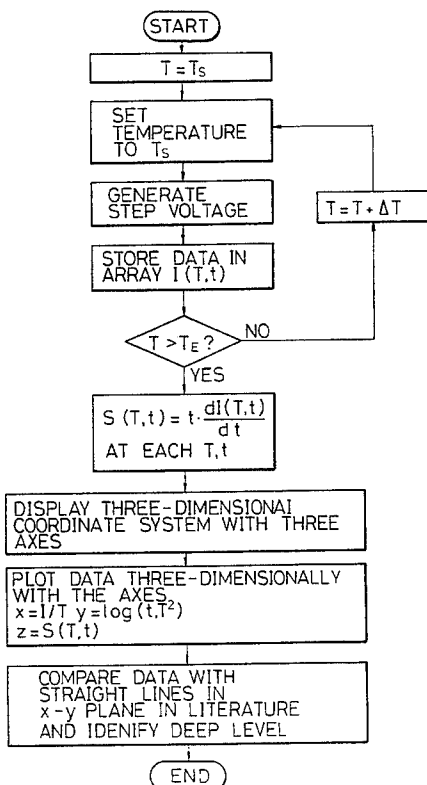 START
T=Ts
SET
TEMPERATURE
TO Ts
GENERATE
STEP VOLTAGE
T=T+ΔT
STORE DATA IN
ARRAY I(T,t)
T>TE?
NO
YES
S(T,t)=t·dI(T,t)/dt
AT EACH T,t
DISPLAY THREE-DIMENSIONAl
COORDINATE SYSTEM WITH THREE
AXES
PLOT DATA THREE-DIMENSIONALLY
WITH THE AXES,
x=1/T y=log(t,T²)
z=S(T,t)
COMPARE DATA WITH
STRAIGHT LINES IN
x-y PLANE IN LITERATURE
AND IDENIFY DEEP LEVEL
END